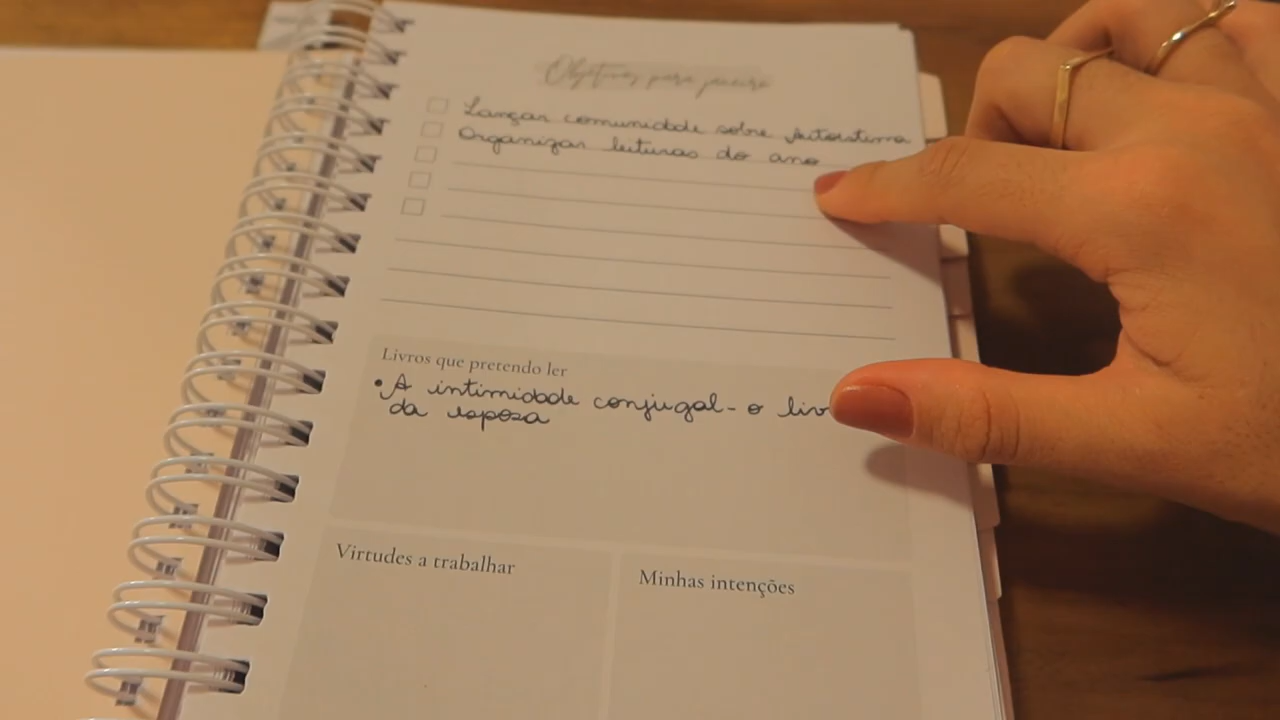 Objetivos para janeiro
Lançar comunidade sobre autoestima
Organizar leituras do ano
Livros que pretendo ler
• A intimidade conjugal - o liv
da esposa
Virtudes a trabalhar
Minhas intenções